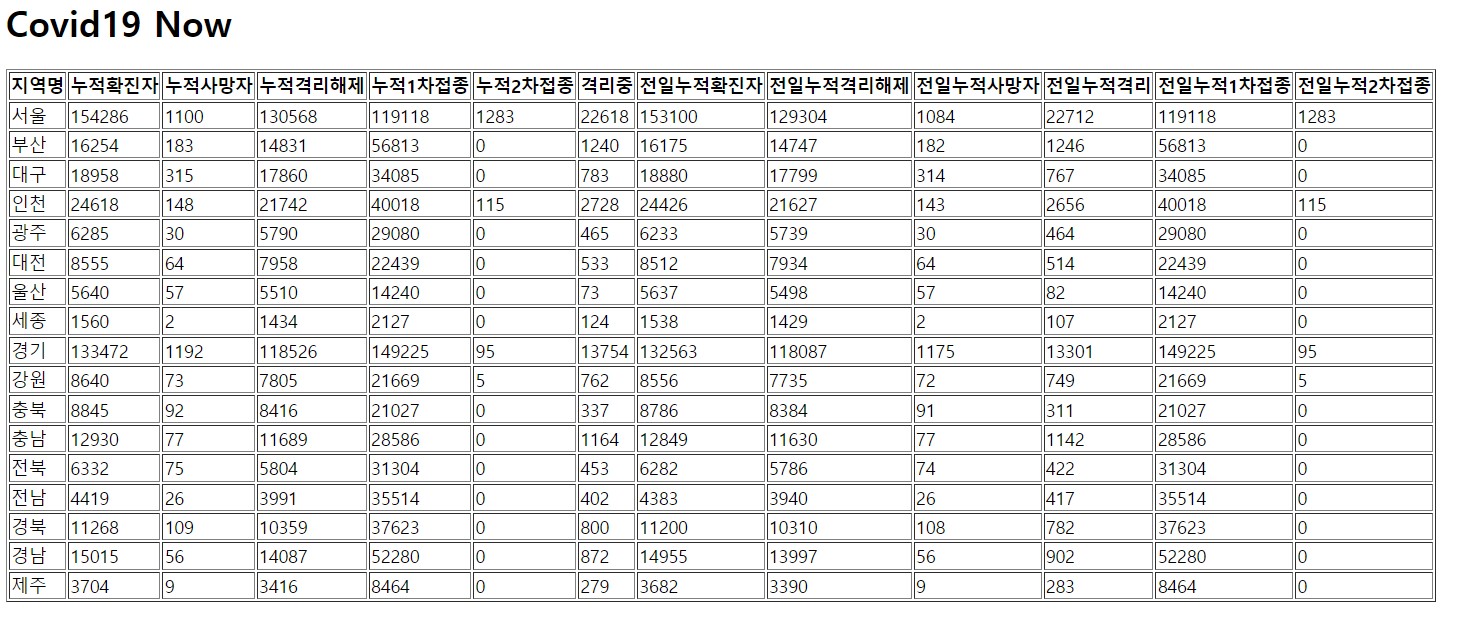 Covid19 Now
지역명 누적확진자 누적사망자 누적격리해제 누적1차접종 누적2차접종 격리중 전일누적확진자 전일누적격리해제 전일누적사망자 전일누적격리 전일누적1차접종 전일누적2차접종
서울 154286 1100 130568 119118 1283 22618 153100 129304 1084 22712 119118 1283
부산 16254 183 14831 56813 0 1240 16175 14747 182 1246 56813 0
대구 18958 315 17860 34085 0 783 18880 17799 314 767 34085 0
인천 24618 148 21742 40018 115 2728 24426 21627 143 2656 40018 115
광주 6285 30 5790 29080 0 465 6233 5739 30 464 29080 0
대전 8555 64 7958 22439 0 533 8512 7934 64 514 22439 0
울산 5640 57 5510 14240 0 73 5637 5498 57 82 14240 0
세종 1560 2 1434 2127 0 124 1538 1429 2 107 2127 0
경기 133472 1192 118526 149225 95 13754 132563 118087 1175 13301 149225 95
강원 8640 73 7805 21669 5 762 8556 7735 72 749 21669 5
충북 8845 92 8416 21027 0 337 8786 8384 91 311 21027 0
충남 12930 77 11689 28586 0 1164 12849 11630 77 1142 28586 0
전북 6332 75 5804 31304 0 453 6282 5786 74 422 31304 0
전남 4419 26 3991 35514 0 402 4383 3940 26 417 35514 0
경북 11268 109 10359 37623 0 800 11200 10310 108 782 37623 0
경남 15015 56 14087 52280 0 872 14955 13997 56 902 52280 0
제주 3704 9 3416 8464 0 279 3682 3390 9 283 8464 0